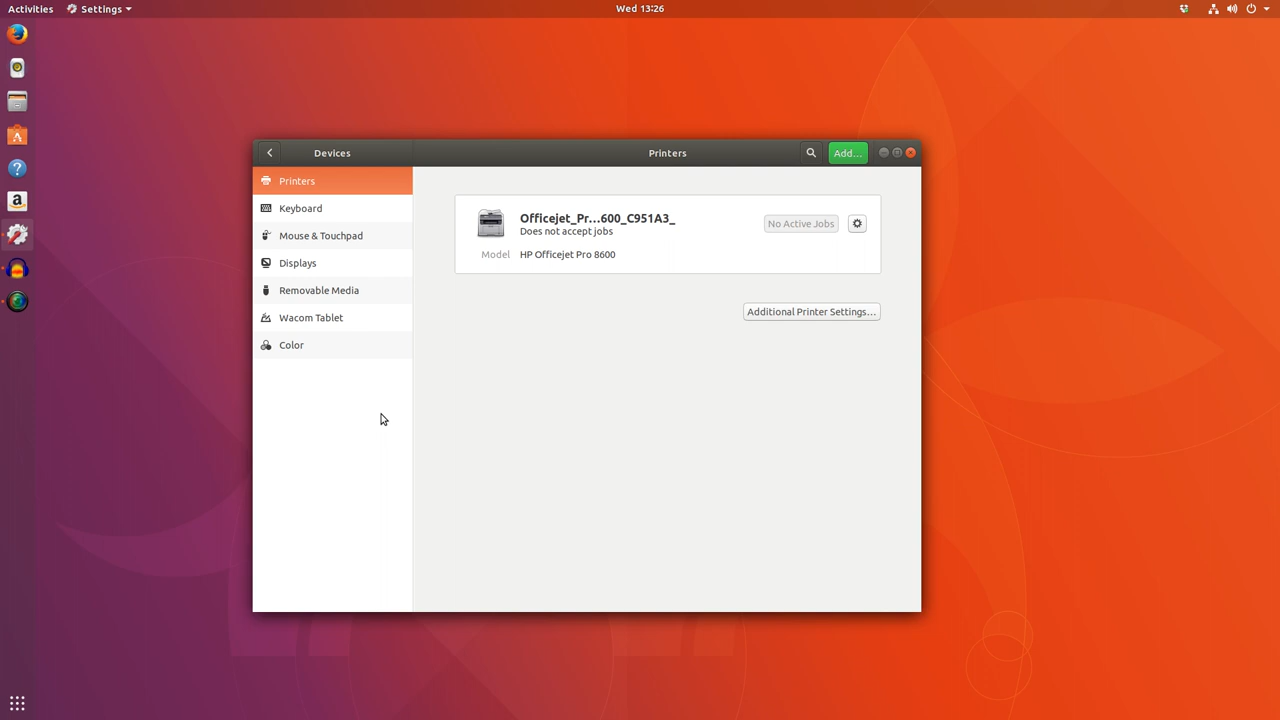 Activities
Settings
Wed 13:26
Devices
Printers
Add...
Printers
Keyboard
Mouse & Touchpad
Displays
Removable Media
Wacom Tablet
Color
Officejet_Pr...600_C951A3_
Does not accept jobs
No Active Jobs
Model HP Officejet Pro 8600
Additional Printer Settings...